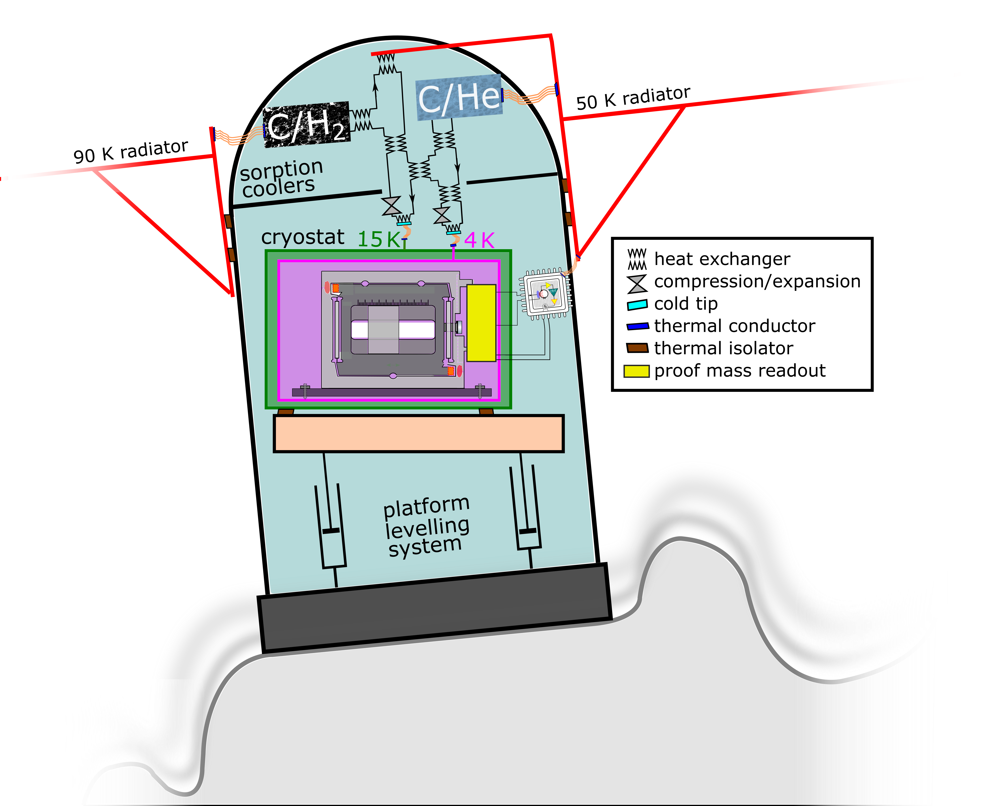 C/He
50 K radiator
C/H₂
90 K radiator
sorption
coolers
cryostat
15 K
4 K
heat exchanger
compression/expansion
cold tip
thermal conductor
thermal isolator
proof mass readout
ctrl
platform
levelling
system